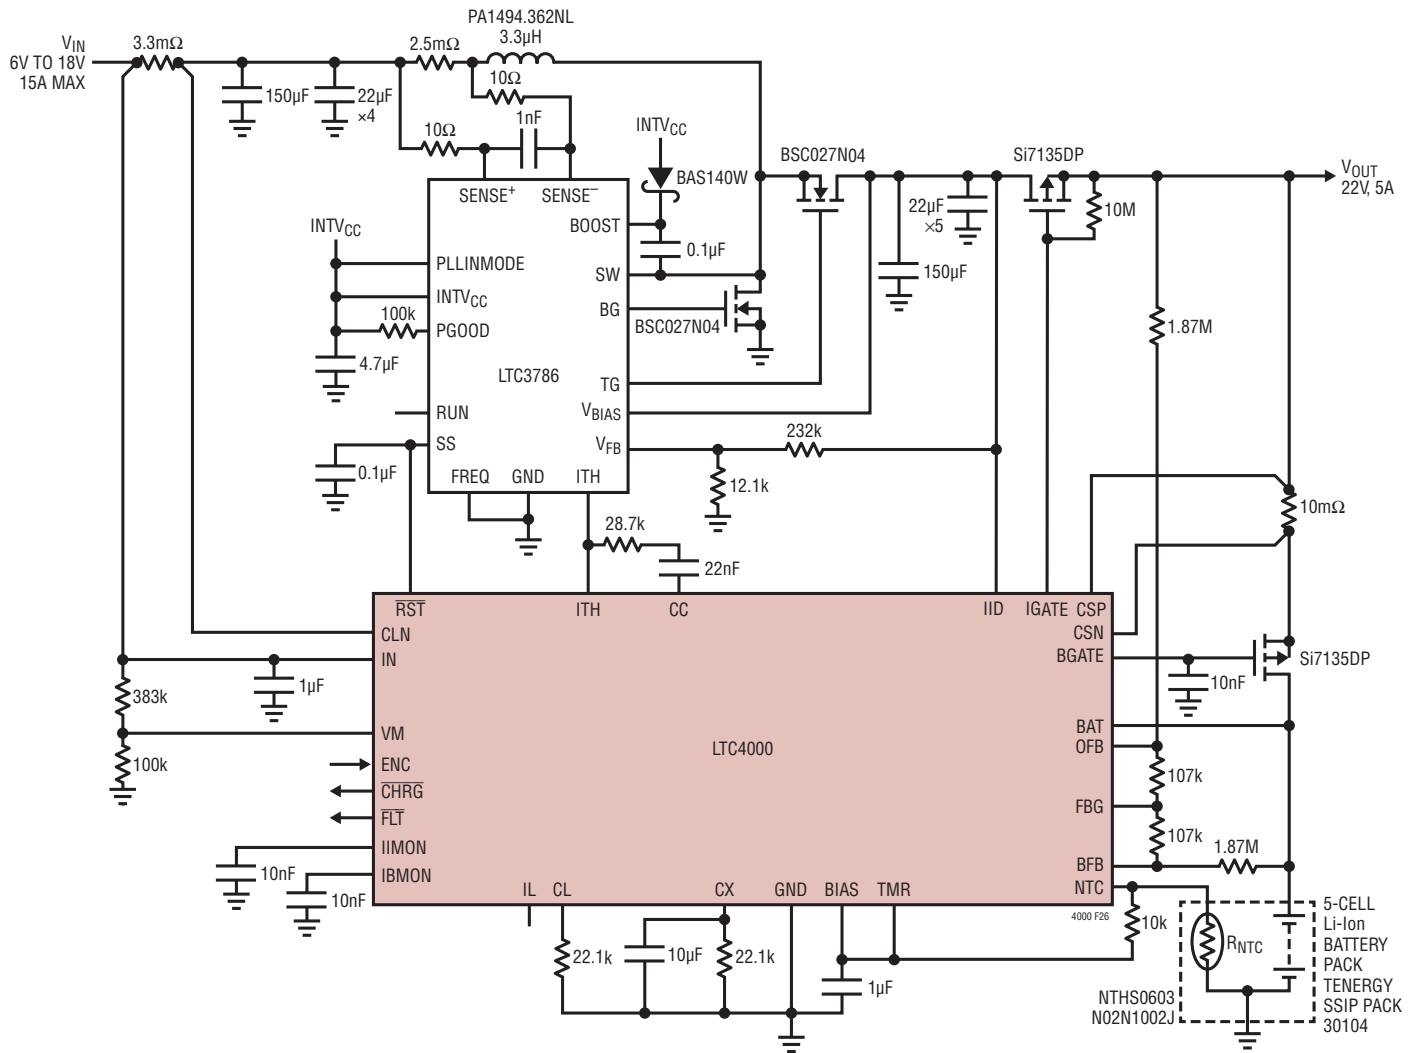 PA1494.362NL
3.3µH
V_IN
6V TO 18V
15A MAX
3.3mΩ
2.5mΩ
10Ω
150µF
22µF
×4
1nF
10Ω
INTV_CC
BAS140W
BSC027N04
Si7135DP
V_OUT
22V, 5A
SENSE+
SENSE–
BOOST
0.1µF
22µF
×5
10M
INTV_CC
PLLINMODE
SW
150µF
INTV_CC
BG
BSC027N04
1.87M
100k
PGOOD
4.7µF
LTC3786
TG
RUN
V_BIAS
SS
V_FB
232k
0.1µF
FREQ
GND
ITH
12.1k
10mΩ
28.7k
22nF
RST
ITH
CC
IID
IGATE
CSP
CLN
CSN
IN
BGATE
Si7135DP
1µF
10nF
383k
VM
BAT
OFB
LTC4000
100k
ENC
107k
CHRG
FBG
FLT
107k
IIMON
1.87M
BFB
10nF
IBMON
NTC
10nF
IL
CL
CX
GND
BIAS
TMR
4000 F26
10k
22.1k
10µF
22.1k
1µF
R_NTC
5-CELL
Li-Ion
BATTERY
PACK
TENERGY
SSIP PACK
30104
NTHS0603
N02N1002J